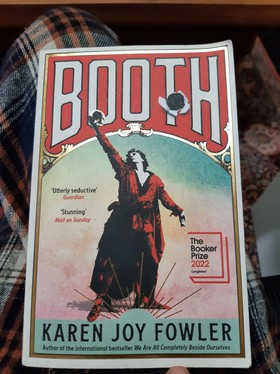 BOOTH
'Utterly seductive'
Guardian
'Stunning'
Mail on Sunday
The
Booker
Prize
2022
Longlisted
KAREN JOY FOWLER
Author of the international bestseller We Are All Completely Beside Ourselves